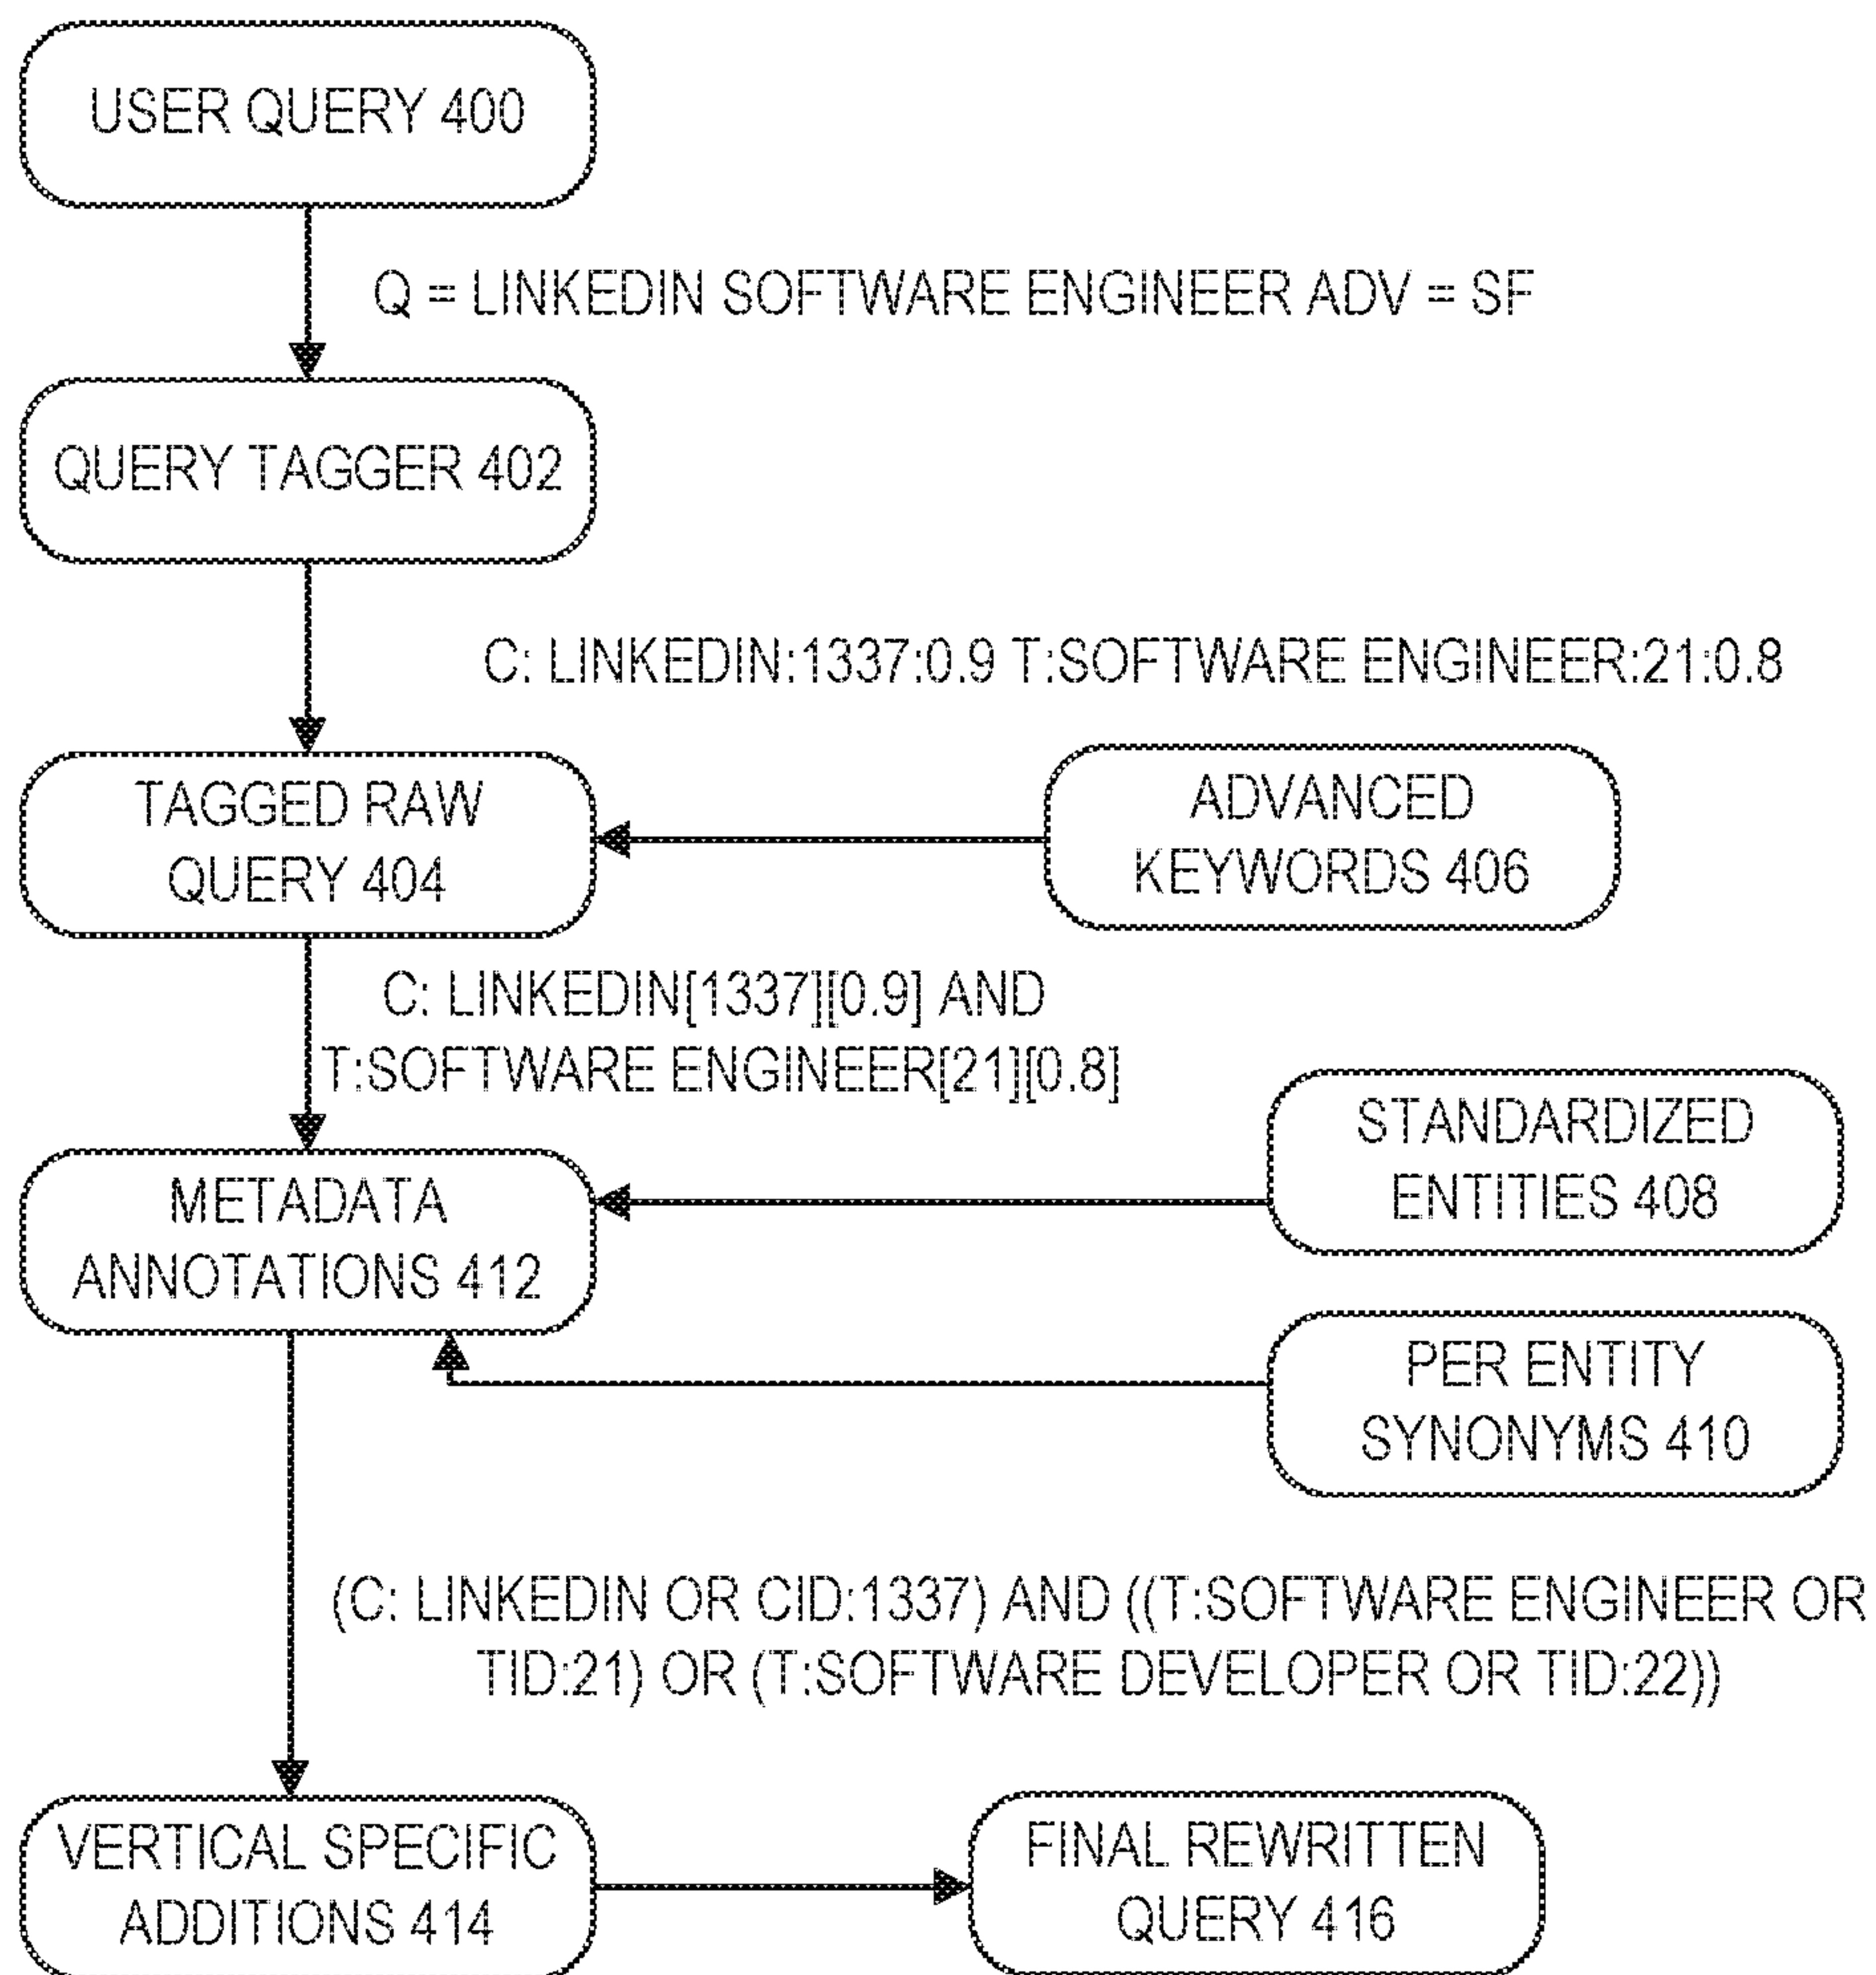 USER QUERY 400
Q = LINKEDIN SOFTWARE ENGINEER ADV = SF
QUERY TAGGER 402
C: LINKEDIN:1337:0.9 T:SOFTWARE ENGINEER:21:0.8
TAGGED RAW
QUERY 404
ADVANCED
KEYWORDS 406
C: LINKEDIN[1337][0.9] AND
T:SOFTWARE ENGINEER[21][0.8]
STANDARDIZED
ENTITIES 408
METADATA
ANNOTATIONS 412
PER ENTITY
SYNONYMS 410
(C: LINKEDIN OR CID:1337) AND ((T:SOFTWARE ENGINEER OR
TID:21) OR (T:SOFTWARE DEVELOPER OR TID:22))
VERTICAL SPECIFIC
ADDITIONS 414
FINAL REWRITTEN
QUERY 416